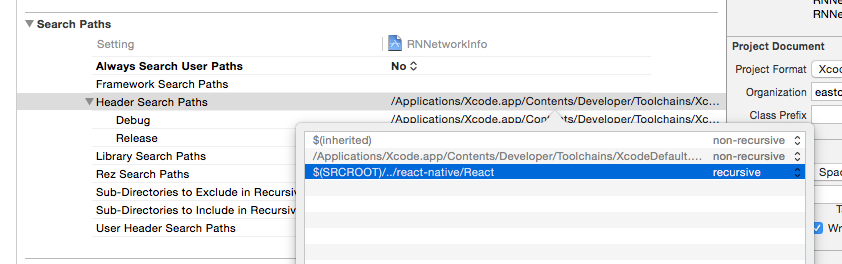 RNNe
RNNe
Search Paths
Setting RNNetworkInfo
Always Search User Paths No
Framework Search Paths
Header Search Paths /Applications/Xcode.app/Contents/Developer/Toolchains/Xc...
Debug /Applications/Xcode.app/Contents/Developer/Toolchains/Xc...
Release
Library Search Paths
Rez Search Paths
Sub-Directories to Exclude in Recursiv
Sub-Directories to Include in Recursiv
User Header Search Paths
$(inherited) non-recursive
/Applications/Xcode.app/Contents/Developer/Toolchains/XcodeDefault.... non-recursive
$(SRCROOT)/../react-native/React recursive
Project Document
Project Format Xcoc
Organization eastc
Class Prefix
Spac
Ta
Wr